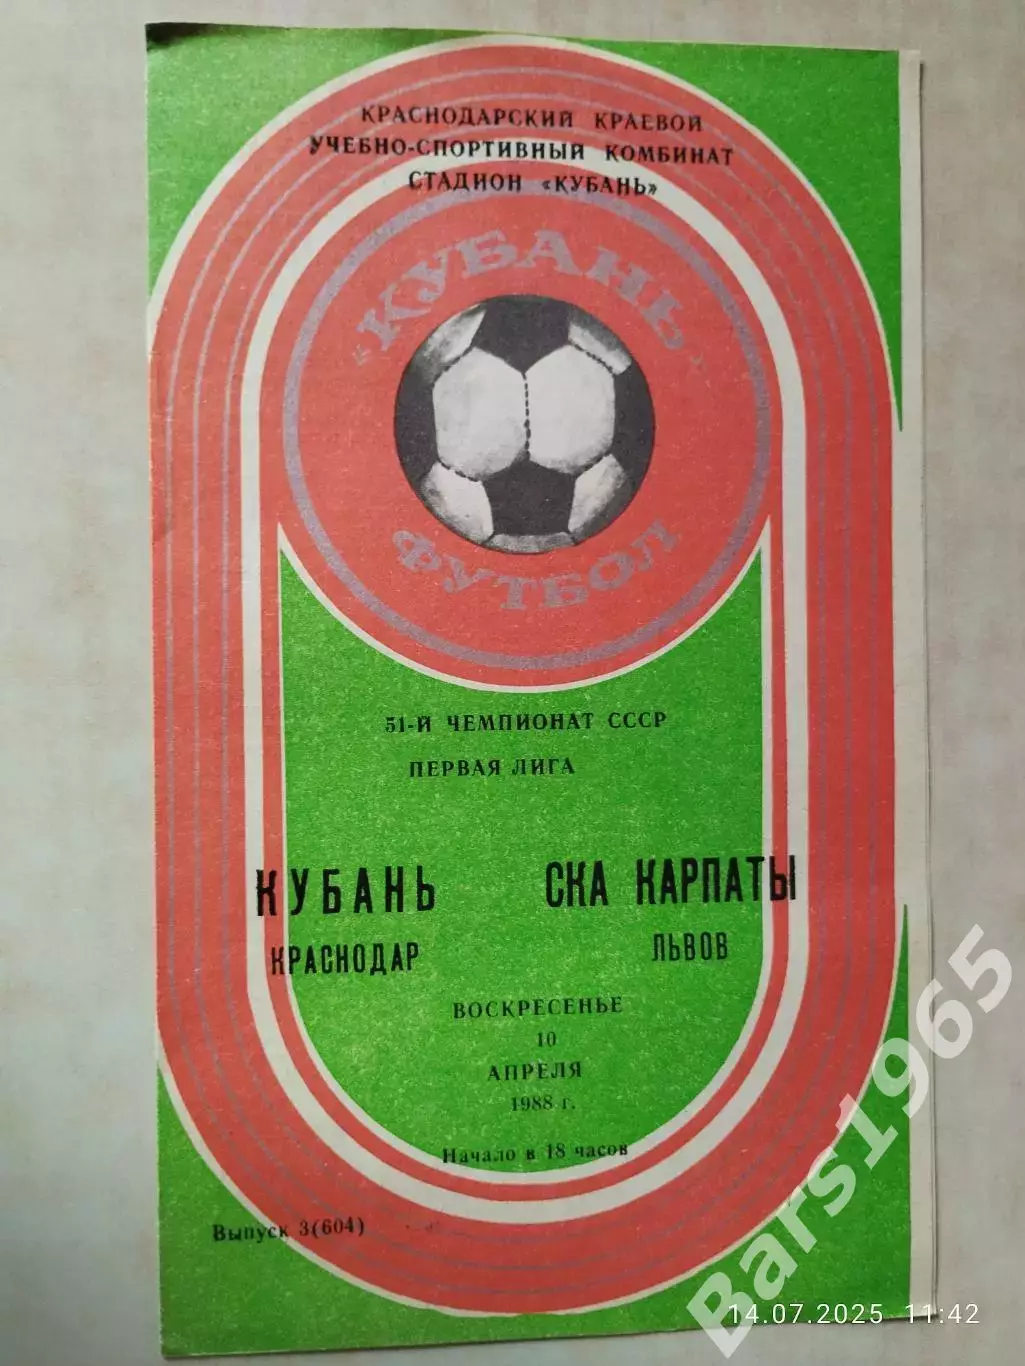 КРАСНОДАРСКИЙ КРАЕВОЙ
УЧЕБНО-СПОРТИВНЫЙ КОМБИНАТ
СТАДИОН «КУБАНЬ»
«КУБАНЬ»
ФУТБОЛ
51-Й ЧЕМПИОНАТ СССР
ПЕРВАЯ ЛИГА
КУБАНЬ СКА КАРПАТЫ
КРАСНОДАР ЛЬВОВ
ВОСКРЕСЕНЬЕ
10
АПРЕЛЯ
1988 г.
Начало в 18 часов
Выпуск 3(604)
Bars1965
14.07.2025 11:42